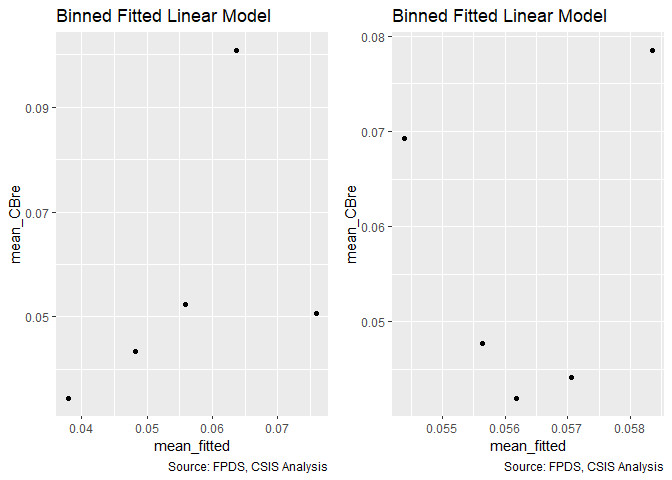 Binned Fitted Linear Model
mean_CBre
0.09
0.07
0.05
0.04
0.05
0.06
0.07
mean_fitted
Source: FPDS, CSIS Analysis
Binned Fitted Linear Model
mean_CBre
0.08
0.07
0.06
0.05
0.055
0.056
0.057
0.058
mean_fitted
Source: FPDS, CSIS Analysis